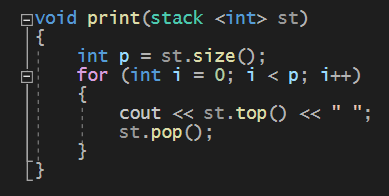 void print(stack <int> st)
{
    int p = st.size();
    for (int i = 0; i < p; i++)
    {
        cout << st.top() << " ";
        st.pop();
    }
}